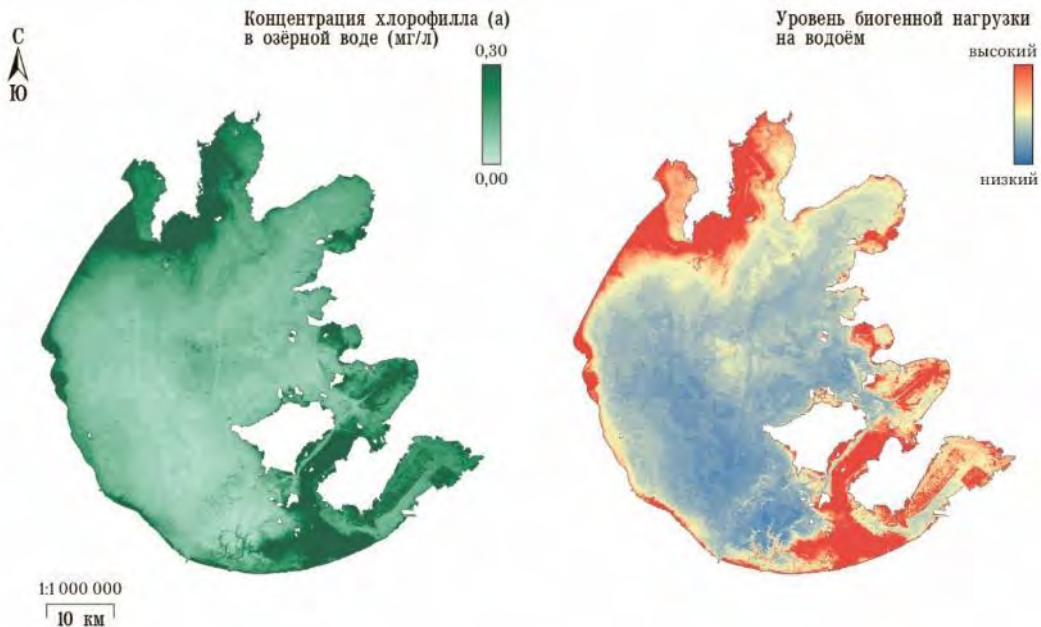 Концентрация хлорофилла (а)
в озёрной воде (мг/л)
0,30
0,00
С
Ю
Уровень биогенной нагрузки
на водоём
высокий
низкий
1:1 000 000
10 км